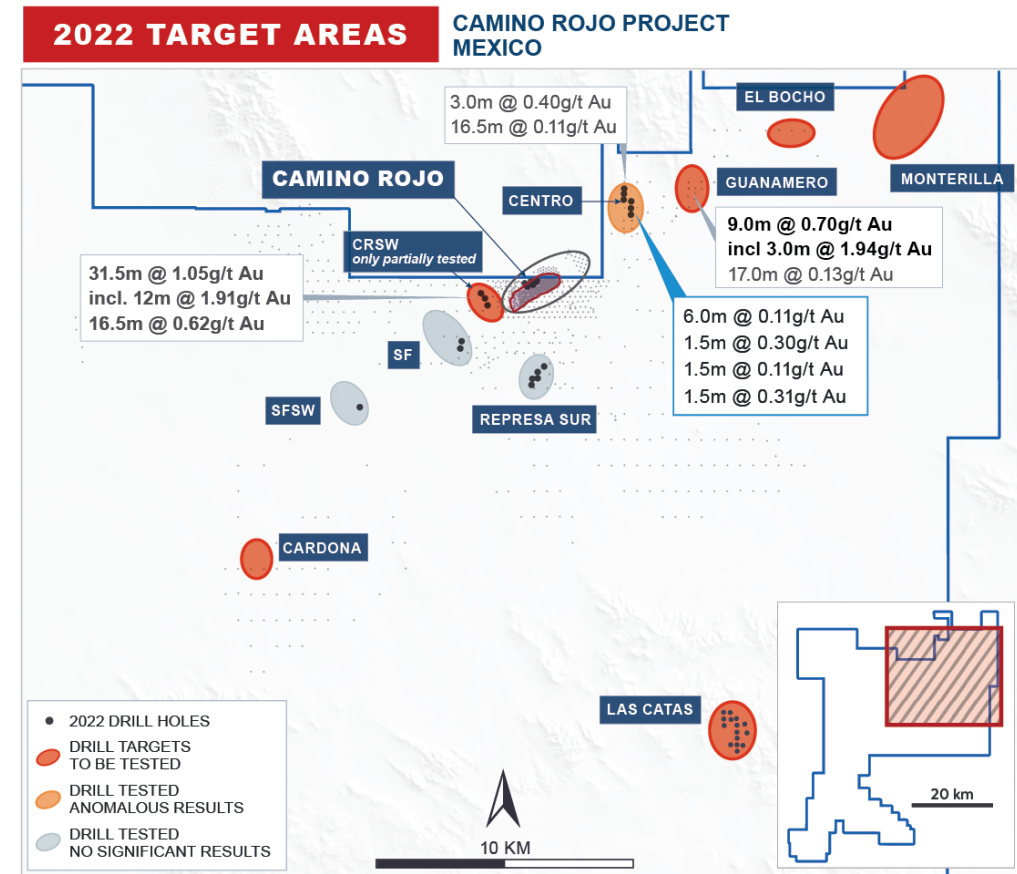 2022 TARGET AREAS
CAMINO ROJO PROJECT
MEXICO
3.0m @ 0.40g/t Au
16.5m @ 0.11g/t Au
EL BOCHO
MONTERILLA
CAMINO ROJO
CENTRO
GUANAMERO
9.0m @ 0.70g/t Au
incl 3.0m @ 1.94g/t Au
17.0m @ 0.13g/t Au
CRSW
only partially tested
31.5m @ 1.05g/t Au
incl. 12m @ 1.91g/t Au
16.5m @ 0.62g/t Au
6.0m @ 0.11g/t Au
1.5m @ 0.30g/t Au
1.5m @ 0.11g/t Au
1.5m @ 0.31g/t Au
SF
SFSW
REPRESA SUR
CARDONA
LAS CATAS
2022 DRILL HOLES
DRILL TARGETS
TO BE TESTED
DRILL TESTED
ANOMALOUS RESULTS
DRILL TESTED
NO SIGNIFICANT RESULTS
10 KM
20 km